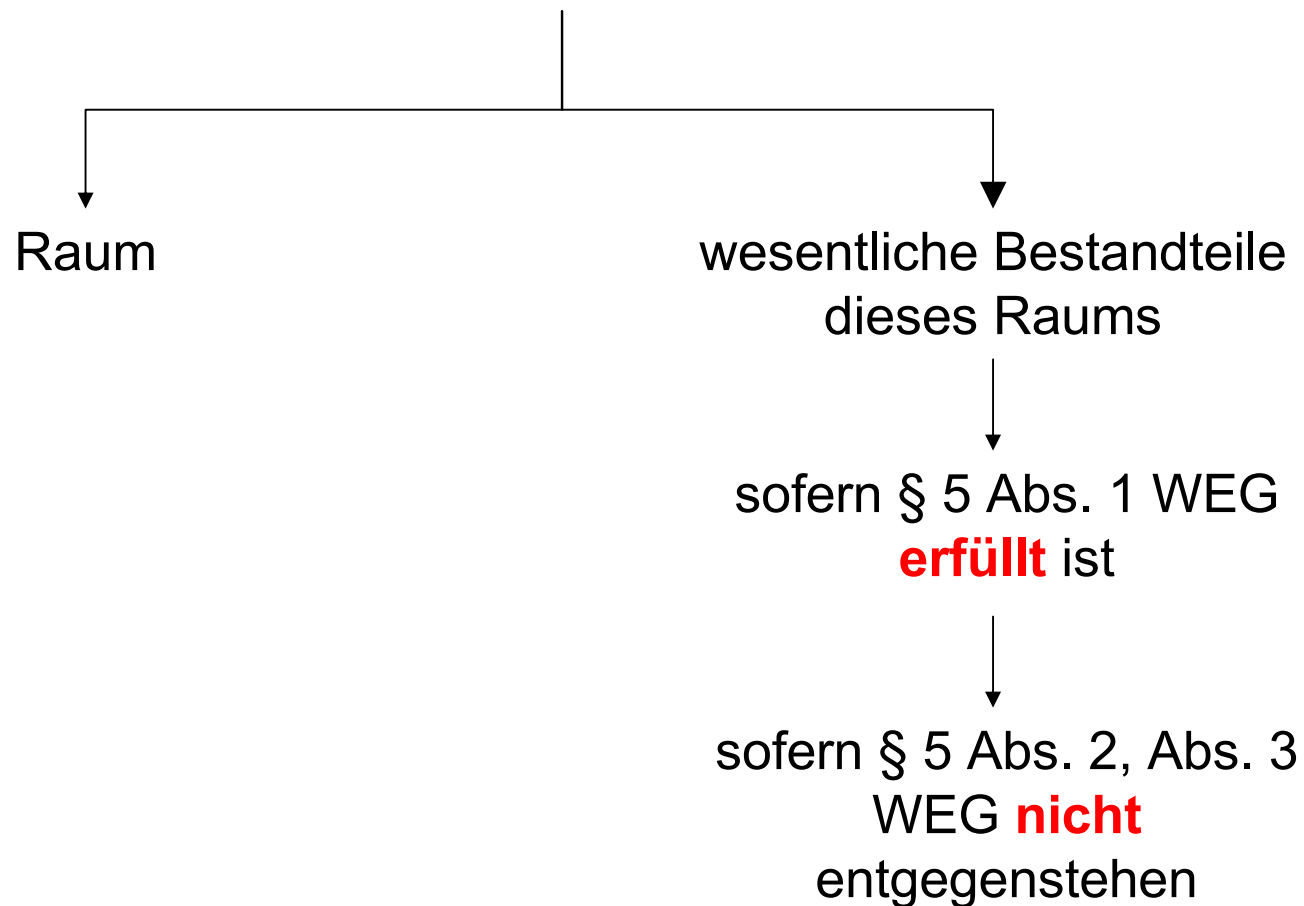 Raum
wesentliche Bestandteile
dieses Raums
sofern § 5 Abs. 1 WEG
erfüllt ist
sofern § 5 Abs. 2, Abs. 3
WEG nicht
entgegenstehen